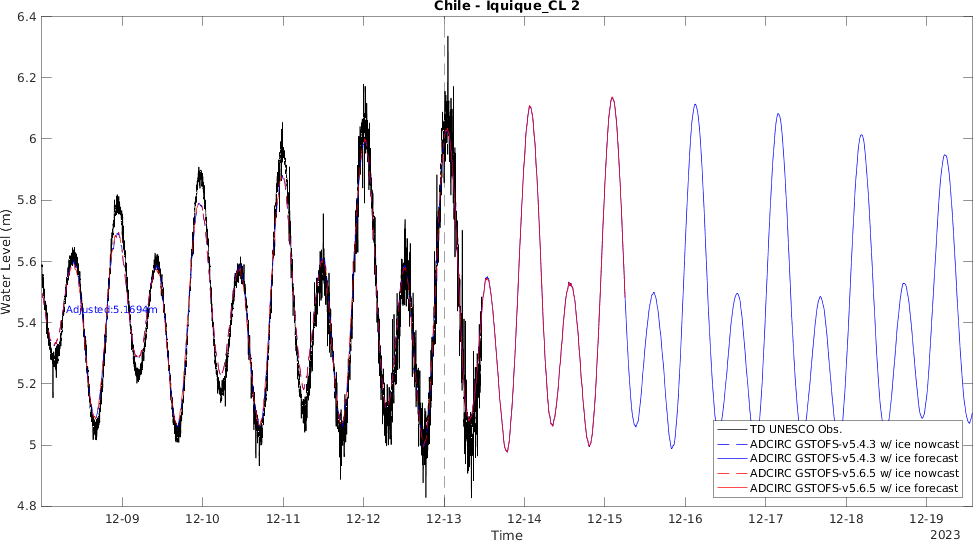 Chile - Iquique_CL 2
6.4
6.2
6
5.8
5.6
5.4
5.2
5
4.8
Water Level (m)
Adjusted:5.1694m
TD UNESCO Obs.
ADCIRC GSTOFS-v5.4.3 w/ ice nowcast
ADCIRC GSTOFS-v5.4.3 w/ ice forecast
ADCIRC GSTOFS-v5.6.5 w/ ice nowcast
ADCIRC GSTOFS-v5.6.5 w/ ice forecast
12-09 12-10 12-11 12-12 12-13 12-14 12-15 12-16 12-17 12-18 12-19
Time
2023